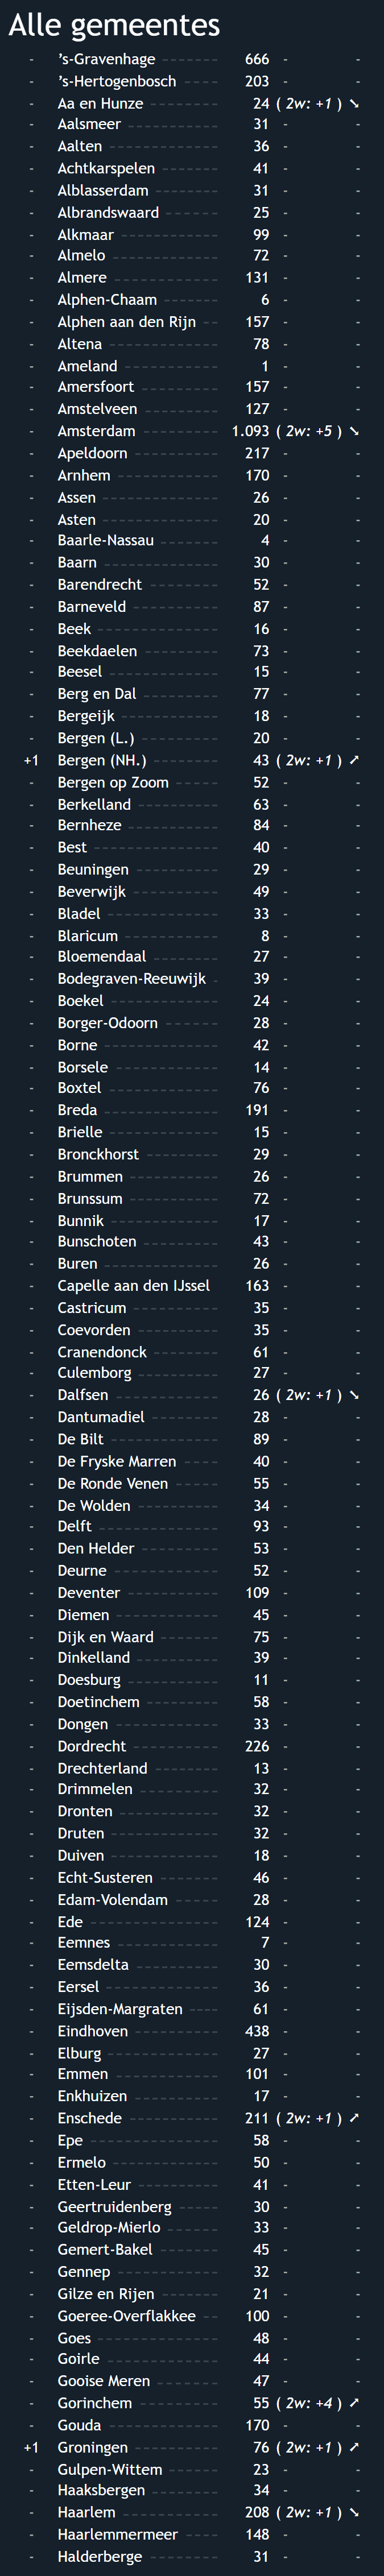 Alle gemeentes
- ’s-Gravenhage ------- 666 - -
- ’s-Hertogenbosch ----- 203 - -
- Aa en Hunze -------- 24 ( 2w: +1 ) ➘
- Aalsmeer ---------- 31 - -
- Aalten ------------ 36 - -
- Achtkarspelen ------- 41 - -
- Alblasserdam -------- 31 - -
- Albrandswaard ------ 25 - -
- Alkmaar ----------- 99 - -
- Almelo ------------ 72 - -
- Almere ------------ 131 - -
- Alphen-Chaam ------- 6 - -
- Alphen aan den Rijn -- 157 - -
- Altena ------------ 78 - -
- Ameland ----------- 1 - -
- Amersfoort --------- 157 - -
- Amstelveen --------- 127 - -
- Amsterdam --------- 1.093 ( 2w: +5 ) ➘
- Apeldoorn ---------- 217 - -
- Arnhem ------------ 170 - -
- Assen ------------- 26 - -
- Asten ------------- 20 - -
- Baarle-Nassau ------- 4 - -
- Baarn ------------- 30 - -
- Barendrecht --------- 52 - -
- Barneveld ---------- 87 - -
- Beek -------------- 16 - -
- Beekdaelen --------- 73 - -
- Beesel ------------ 15 - -
- Berg en Dal --------- 77 - -
- Bergeijk ----------- 18 - -
- Bergen (L.) --------- 20 - -
+1 Bergen (NH.) -------- 43 ( 2w: +1 ) ➚
- Bergen op Zoom ------ 52 - -
- Berkelland ---------- 63 - -
- Bernheze ----------- 84 - -
- Best -------------- 40 - -
- Beuningen ---------- 29 - -
- Beverwijk ---------- 49 - -
- Bladel ------------ 33 - -
- Blaricum ----------- 8 - -
- Bloemendaal -------- 27 - -
- Bodegraven-Reeuwijk - 39 - -
- Boekel ------------ 24 - -
- Borger-Odoorn ------ 28 - -
- Borne ------------- 42 - -
- Borsele ------------ 14 - -
- Boxtel ------------ 76 - -
- Breda ------------- 191 - -
- Brielle ------------ 15 - -
- Bronckhorst -------- 29 - -
- Brummen ---------- 26 - -
- Brunssum ---------- 72 - -
- Bunnik ------------ 17 - -
- Bunschoten --------- 43 - -
- Buren ------------- 26 - -
- Capelle aan den IJssel 163 - -
- Castricum ---------- 35 - -
- Coevorden ---------- 35 - -
- Cranendonck -------- 61 - -
- Culemborg ---------- 27 - -
- Dalfsen ------------ 26 ( 2w: +1 ) ➘
- Dantumadiel -------- 28 - -
- De Bilt ------------ 89 - -
- De Fryske Marren ---- 40 - -
- De Ronde Venen ----- 55 - -
- De Wolden ---------- 34 - -
- Delft ------------- 93 - -
- Den Helder --------- 53 - -
- Deurne ------------ 52 - -
- Deventer ----------- 109 - -
- Diemen ------------ 45 - -
- Dijk en Waard ------- 75 - -
- Dinkelland --------- 39 - -
- Doesburg ----------- 11 - -
- Doetinchem --------- 58 - -
- Dongen ------------ 33 - -
- Dordrecht ---------- 226 - -
- Drechterland -------- 13 - -
- Drimmelen --------- 32 - -
- Dronten ----------- 32 - -
- Druten ------------ 32 - -
- Duiven ------------ 18 - -
- Echt-Susteren ------- 46 - -
- Edam-Volendam ----- 28 - -
- Ede -------------- 124 - -
- Eemnes ------------ 7 - -
- Eemsdelta ---------- 30 - -
- Eersel ------------ 36 - -
- Eijsden-Margraten ---- 61 - -
- Eindhoven ---------- 438 - -
- Elburg ------------ 27 - -
- Emmen ------------ 101 - -
- Enkhuizen ---------- 17 - -
- Enschede ----------- 211 ( 2w: +1 ) ➚
- Epe -------------- 58 - -
- Ermelo ------------ 50 - -
- Etten-Leur ---------- 41 - -
- Geertruidenberg ----- 30 - -
- Geldrop-Mierlo ------ 33 - -
- Gemert-Bakel ------- 45 - -
- Gennep ------------ 32 - -
- Gilze en Rijen ------- 21 - -
- Goeree-Overflakkee -- 100 - -
- Goes -------------- 48 - -
- Goirle ------------ 44 - -
- Gooise Meren ------- 47 - -
- Gorinchem ---------- 55 ( 2w: +4 ) ➚
- Gouda ------------- 170 - -
+1 Groningen ---------- 76 ( 2w: +1 ) ➚
- Gulpen-Wittem ------ 23 - -
- Haaksbergen -------- 34 - -
- Haarlem ----------- 208 ( 2w: +1 ) ➘
- Haarlemmermeer ---- 148 - -
- Halderberge -------- 31 - -